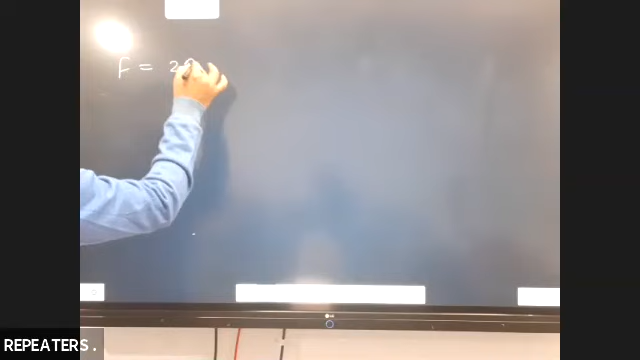 F = 2
REPEATERS.